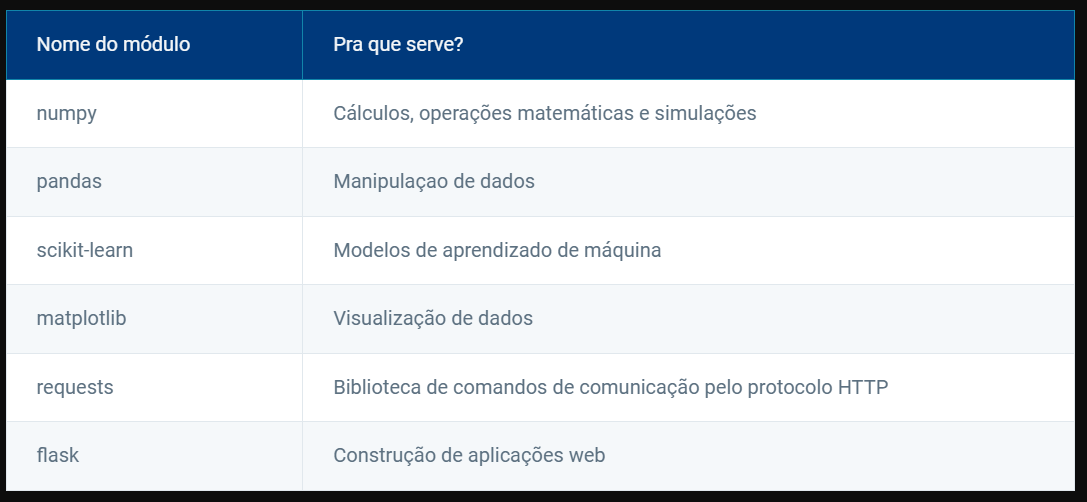 Nome do módulo Pra que serve?
numpy Cálculos, operações matemáticas e simulações
pandas Manipulaçao de dados
scikit-learn Modelos de aprendizado de máquina
matplotlib Visualização de dados
requests Biblioteca de comandos de comunicação pelo protocolo HTTP
flask Construção de aplicações web